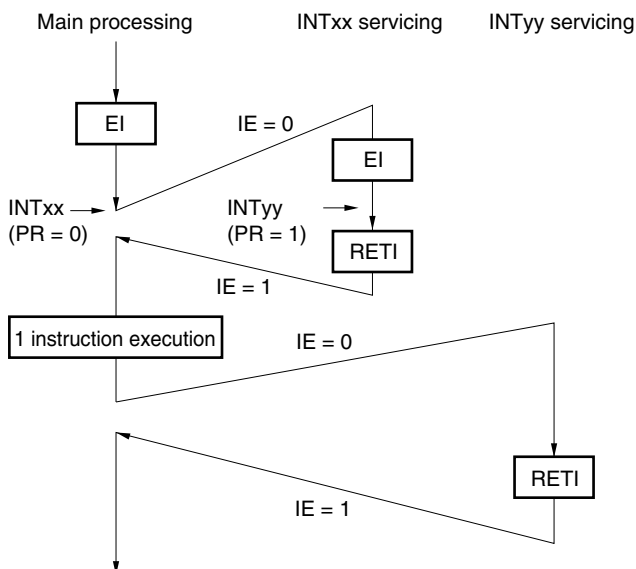 Main processing
INTxx servicing
INTyy servicing
EI
IE = 0
EI
INTxx
(PR = 0)
INTyy
(PR = 1)
RETI
IE = 1
1 instruction execution
IE = 0
RETI
IE = 1